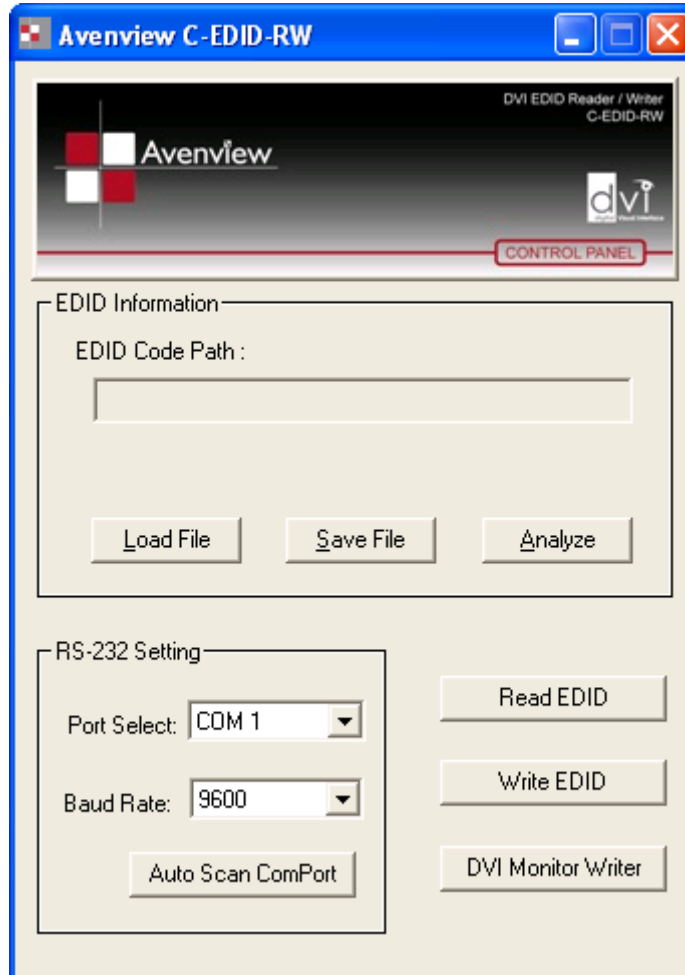 Avenview C-EDID-RW
DVI EDID Reader / Writer
C-EDID-RW
Avenview
dvi
CONTROL PANEL
EDID Information
EDID Code Path :
Load File Save File Analyze
RS-232 Setting
Port Select: COM 1
Baud Rate: 9600
Auto Scan ComPort
Read EDID
Write EDID
DVI Monitor Writer